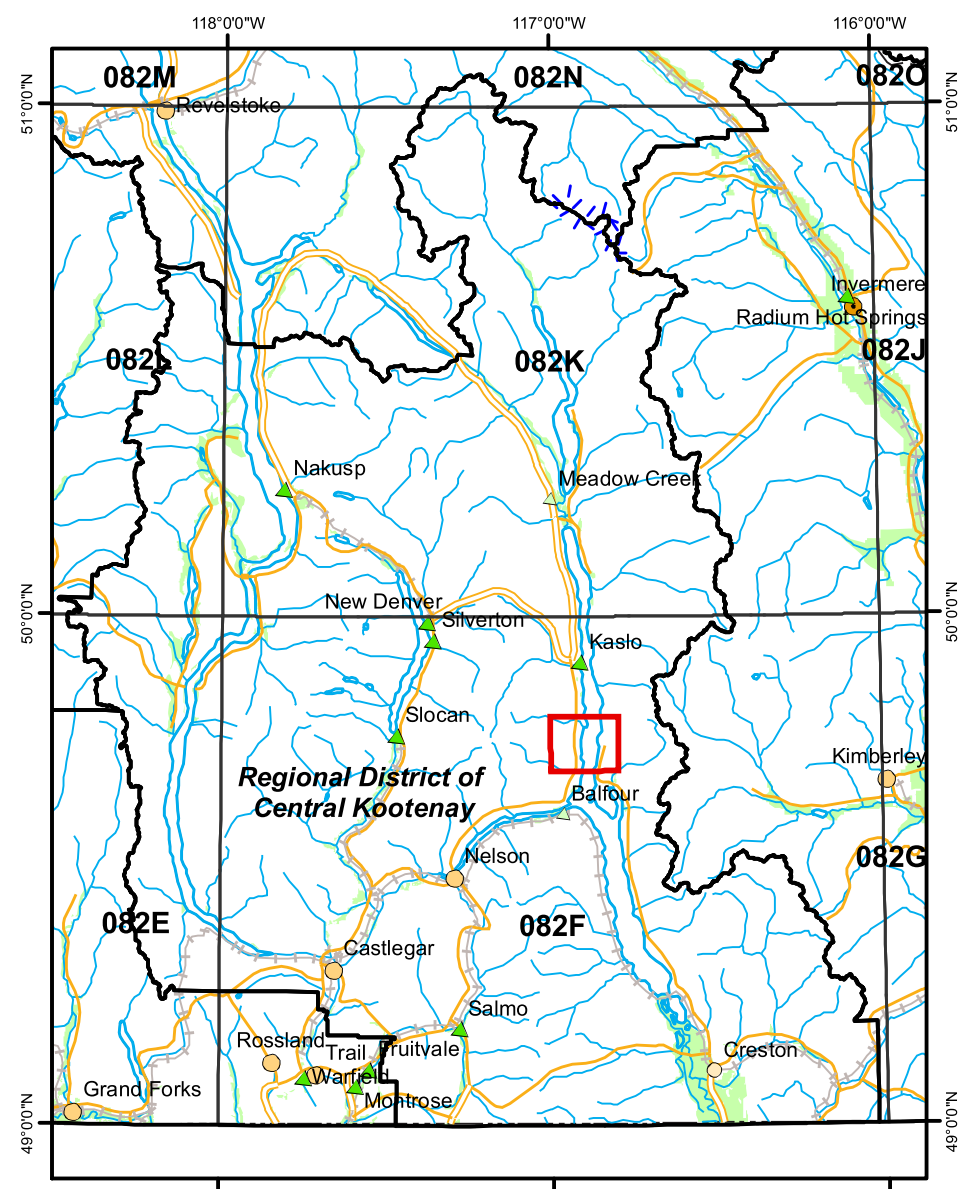 118°0'0"W
117°0'0"W
116°0'0"W
082M
082N
082O
51°0'0"N
51°0'0"N
Revelstoke
Invermere
Radium Hot Springs
082L
082K
082J
Nakusp
Meadow Creek
50°0'0"N
50°0'0"N
New Denver
Silverton
Kaslo
Slocan
Kimberley
Regional District of
Central Kootenay
Balfour
Nelson
082G
082E
082F
Castlegar
Salmo
Rossland
Trail
Fruitvale
Creston
Warfield
Grand Forks
Montrose
49°0'0"N
49°0'0"N